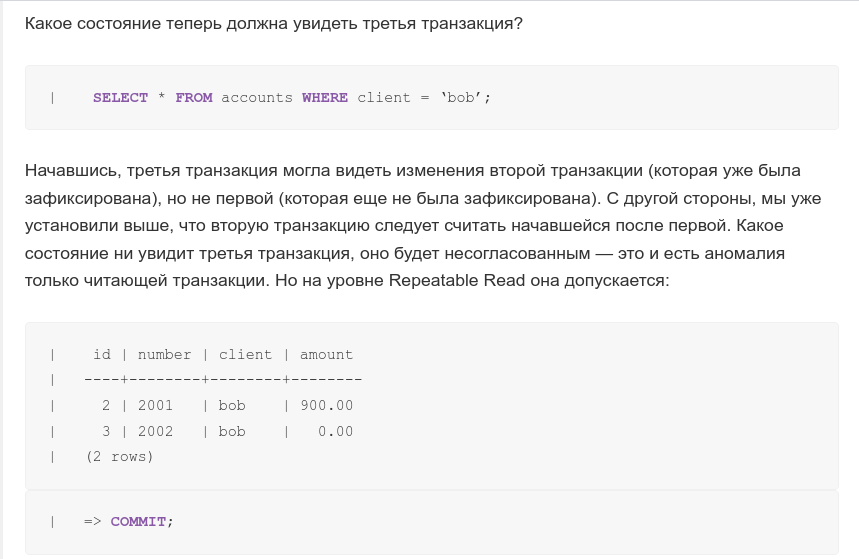 Какое состояние теперь должна увидеть третья транзакция?
|    SELECT * FROM accounts WHERE client = ‘bob’;
Начавшись, третья транзакция могла видеть изменения второй транзакции (которая уже была
зафиксирована), но не первой (которая еще не была зафиксирована). С другой стороны, мы уже
установили выше, что вторую транзакцию следует считать начавшейся после первой. Какое
состояние ни увидит третья транзакция, оно будет несогласованным — это и есть аномалия
только читающей транзакции. Но на уровне Repeatable Read она допускается:
|    id | number | client | amount
|   ----+--------+--------+--------
|     2 | 2001   | bob    | 900.00
|     3 | 2002   | bob    |   0.00
|   (2 rows)
|   => COMMIT;